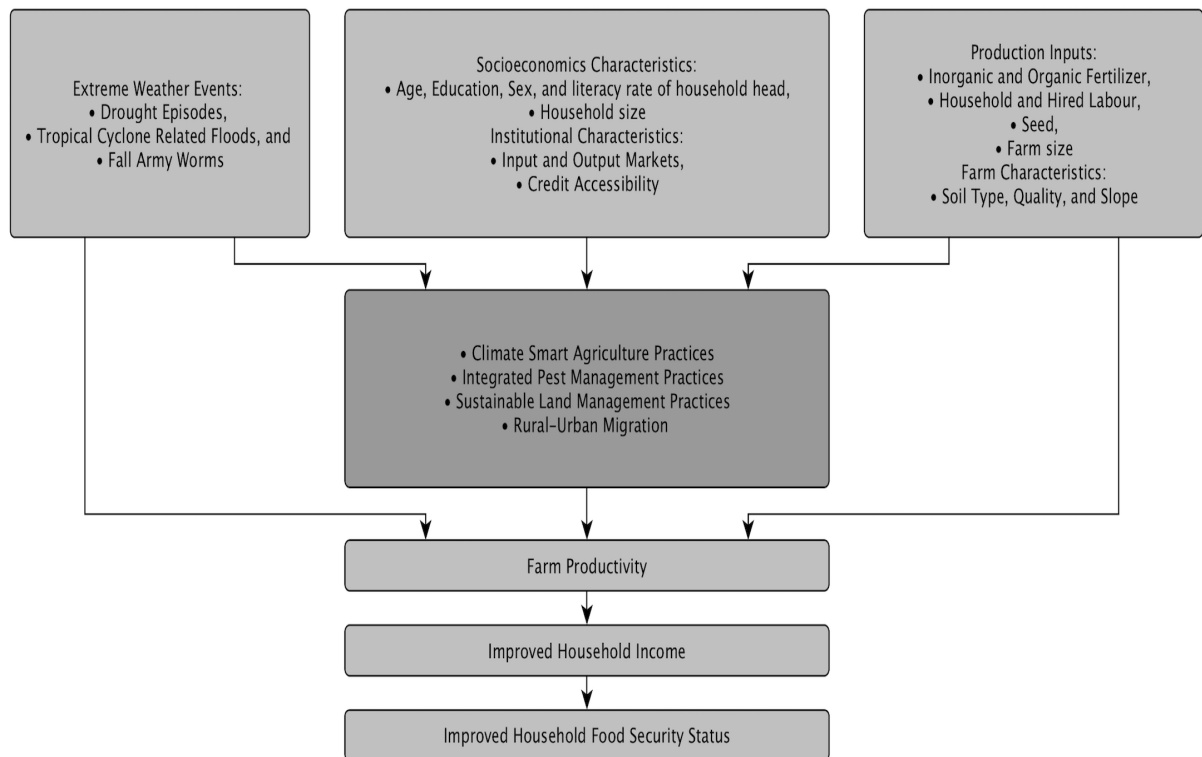 Extreme Weather Events:
• Drought Episodes,
• Tropical Cyclone Related Floods, and
• Fall Army Worms
Socioeconomics Characteristics:
• Age, Education, Sex, and literacy rate of household head,
• Household size
Institutional Characteristics:
• Input and Output Markets,
• Credit Accessibility
Production Inputs:
• Inorganic and Organic Fertilizer,
• Household and Hired Labour,
• Seed,
• Farm size
Farm Characteristics:
• Soil Type, Quality, and Slope
• Climate Smart Agriculture Practices
• Integrated Pest Management Practices
• Sustainable Land Management Practices
• Rural–Urban Migration
Farm Productivity
Improved Household Income
Improved Household Food Security Status